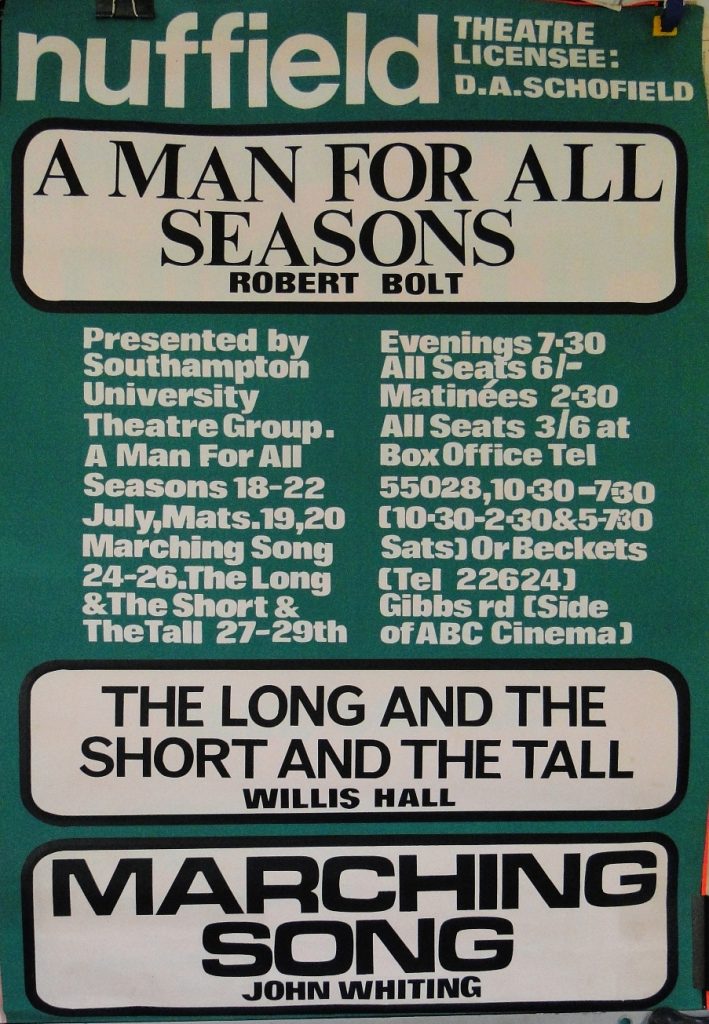 nuffield
THEATRE
LICENSEE:
D.A.SCHOFIELD
A MAN FOR ALL
SEASONS
ROBERT BOLT
Presented by
Southampton
University
Theatre Group.
A Man For All
Seasons 18-22
July,Mats.19,20
Marching Song
24-26.The Long
&The Short &
The Tall 27-29th
Evenings 7·30
All Seats 6/-
Matinées 2·30
All Seats 3/6 at
Box Office Tel
55028,10·30-7·30
(10·30-2·30&5-7·30
Sats) Or Beckets
(Tel 22624)
Gibbs rd (Side
of ABC Cinema)
THE LONG AND THE
SHORT AND THE TALL
WILLIS HALL
MARCHING
SONG
JOHN WHITING